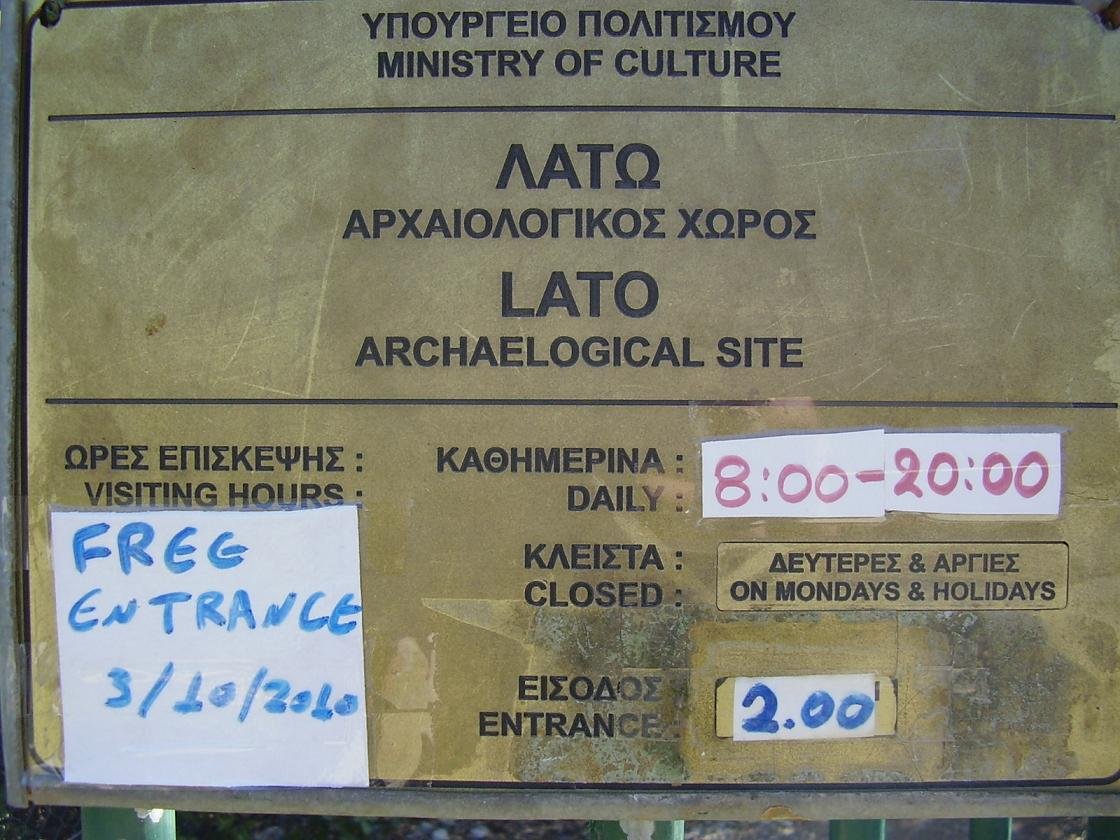 ΥΠΟΥΡΓΕΙΟ ΠΟΛΙΤΙΣΜΟΥ
MINISTRY OF CULTURE
ΛΑΤΩ
ΑΡΧΑΙΟΛΟΓΙΚΟΣ ΧΩΡΟΣ
LATO
ARCHAELOGICAL SITE
ΩΡΕΣ ΕΠΙΣΚΕΨΗΣ :
VISITING HOURS :
ΚΑΘΗΜΕΡΙΝΑ :
DAILY :
8:00-20:00
ΚΛΕΙΣΤΑ :
CLOSED :
ΔΕΥΤΕΡΕΣ & ΑΡΓΙΕΣ
ON MONDAYS & HOLIDAYS
ΕΙΣΟΔΟΣ :
ENTRANCE :
2.00
FREE
ENTRANCE
3/10/2010